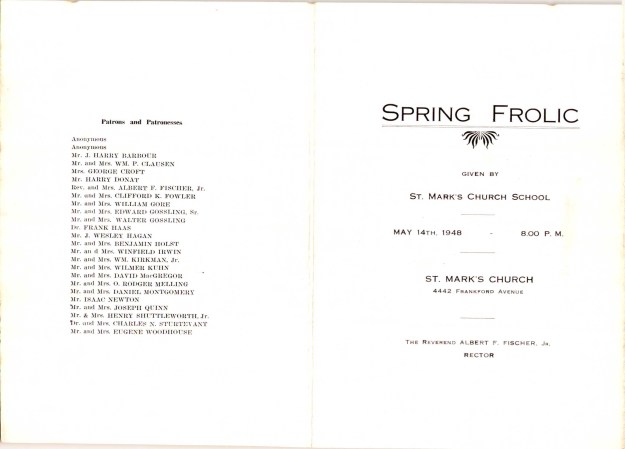 Patrons and Patronesses
Anonymous
Anonymous
Mr. J. HARRY BARBOUR
Mr. and Mrs. WM. P. CLAUSEN
Mrs. GEORGE CROFT
Mr. HARRY DONAT
Rev. and Mrs. ALBERT F. FISCHER, Jr.
Mr. and Mrs. CLIFFORD K. FOWLER
Mr. and Mrs. WILLIAM GORE
Mr. and Mrs. EDWARD GOSSLING, Sr.
Mr. and Mrs. WALTER GOSSLING
Dr. FRANK HAAS
Mr. J. WESLEY HAGAN
Mr. and Mrs. BENJAMIN HOLST
Mr. an d Mrs. WINFIELD IRWIN
Mr. and Mrs. WM. KIRKMAN, Jr.
Mr. and Mrs. WILMER KUHN
Mr. and Mrs. DAVID MacGREGOR
Mr. and Mrs. O. RODGER MELLING
Mr. and Mrs. DANIEL MONTGOMERY
Mr. ISAAC NEWTON
Mr. and Mrs. JOSEPH QUINN
Mr. & Mrs. HENRY SHUTTLEWORTH, Jr.
Dr. and Mrs. CHARLES N. STURTEVANT
Mr. and Mrs. EUGENE WOODHOUSE
SPRING FROLIC
GIVEN BY
ST. MARK'S CHURCH SCHOOL
MAY 14TH, 1948 - 8:00 P. M.
ST. MARK'S CHURCH
4442 FRANKFORD AVENUE
THE REVEREND ALBERT F. FISCHER, JR.
RECTOR